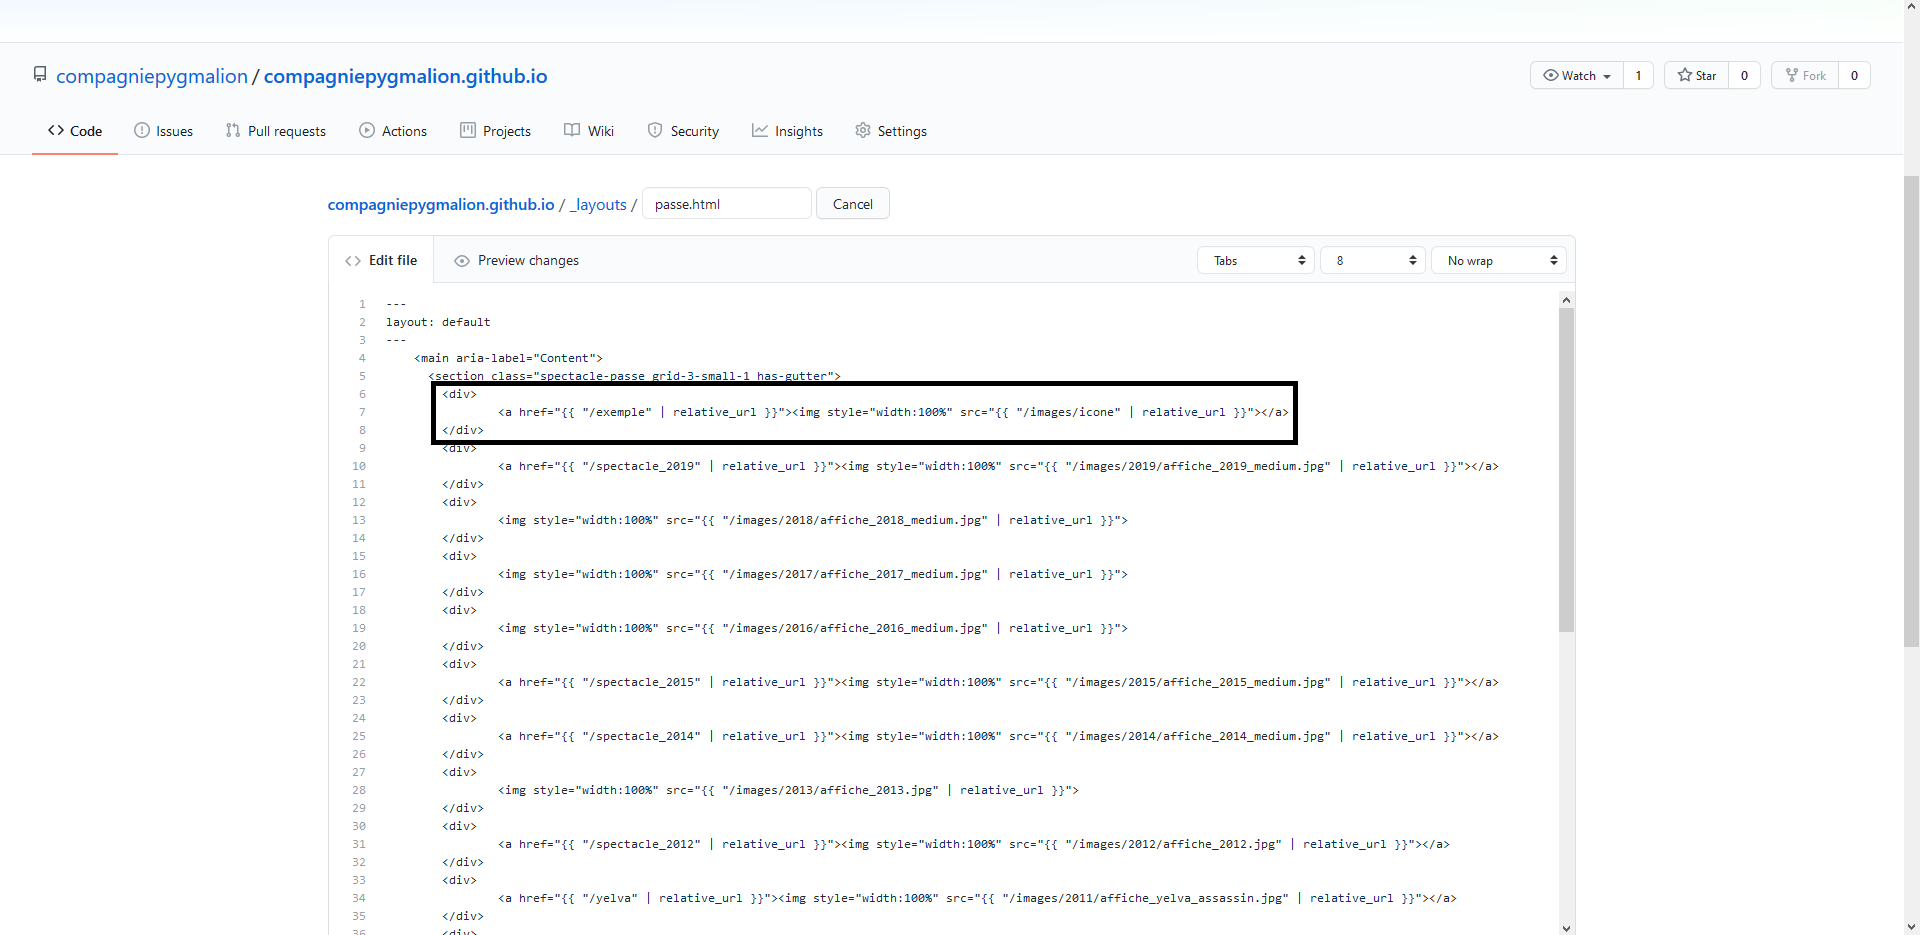 compagniepygmalion / compagniepygmalion.github.io
Watch 1 Star 0 Fork 0
Code Issues Pull requests Actions Projects Wiki Security Insights Settings
compagniepygmalion.github.io / _layouts / passe.html Cancel
Edit file Preview changes Tabs 8 No wrap
1 ---
2 layout: default
3 ---
4 <main aria-label="Content">
5 <section class="spectacle-passe grid-3-small-1 has-gutter">
6 <div>
7 <a href="{{ "/exemple" | relative_url }}"><img style="width:100%" src="{{ "/images/icone" | relative_url }}"></a>
8 </div>
9 <div>
10 <a href="{{ "/spectacle_2019" | relative_url }}"><img style="width:100%" src="{{ "/images/2019/affiche_2019_medium.jpg" | relative_url }}"></a>
11 </div>
12 <div>
13 <img style="width:100%" src="{{ "/images/2018/affiche_2018_medium.jpg" | relative_url }}">
14 </div>
15 <div>
16 <img style="width:100%" src="{{ "/images/2017/affiche_2017_medium.jpg" | relative_url }}">
17 </div>
18 <div>
19 <img style="width:100%" src="{{ "/images/2016/affiche_2016_medium.jpg" | relative_url }}">
20 </div>
21 <div>
22 <a href="{{ "/spectacle_2015" | relative_url }}"><img style="width:100%" src="{{ "/images/2015/affiche_2015_medium.jpg" | relative_url }}"></a>
23 </div>
24 <div>
25 <a href="{{ "/spectacle_2014" | relative_url }}"><img style="width:100%" src="{{ "/images/2014/affiche_2014_medium.jpg" | relative_url }}"></a>
26 </div>
27 <div>
28 <img style="width:100%" src="{{ "/images/2013/affiche_2013.jpg" | relative_url }}">
29 </div>
30 <div>
31 <a href="{{ "/spectacle_2012" | relative_url }}"><img style="width:100%" src="{{ "/images/2012/affiche_2012.jpg" | relative_url }}"></a>
32 </div>
33 <div>
34 <a href="{{ "/yelva" | relative_url }}"><img style="width:100%" src="{{ "/images/2011/affiche_yelva_assassin.jpg" | relative_url }}"></a>
35 </div>
36 <div>